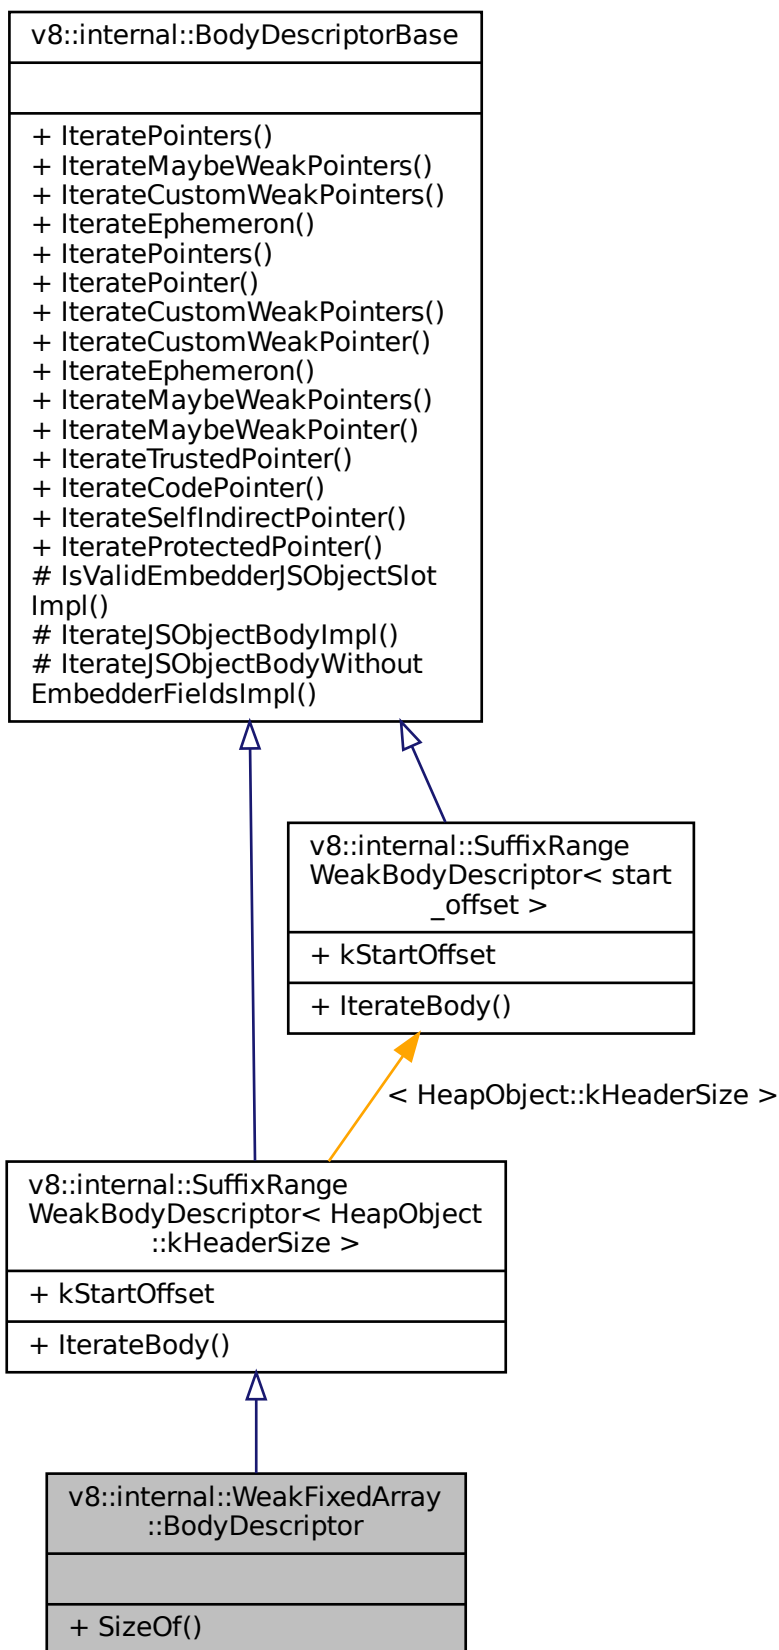 v8::internal::BodyDescriptorBase
+ IteratePointers()
+ IterateMaybeWeakPointers()
+ IterateCustomWeakPointers()
+ IterateEphemeron()
+ IteratePointers()
+ IteratePointer()
+ IterateCustomWeakPointers()
+ IterateCustomWeakPointer()
+ IterateEphemeron()
+ IterateMaybeWeakPointers()
+ IterateMaybeWeakPointer()
+ IterateTrustedPointer()
+ IterateCodePointer()
+ IterateSelfIndirectPointer()
+ IterateProtectedPointer()
# IsValidEmbedderJSObjectSlot
Impl()
# IterateJSObjectBodyImpl()
# IterateJSObjectBodyWithout
EmbedderFieldsImpl()
v8::internal::SuffixRange
WeakBodyDescriptor< start
_offset >
+ kStartOffset
+ IterateBody()
< HeapObject::kHeaderSize >
v8::internal::SuffixRange
WeakBodyDescriptor< HeapObject
::kHeaderSize >
+ kStartOffset
+ IterateBody()
v8::internal::WeakFixedArray
::BodyDescriptor
+ SizeOf()